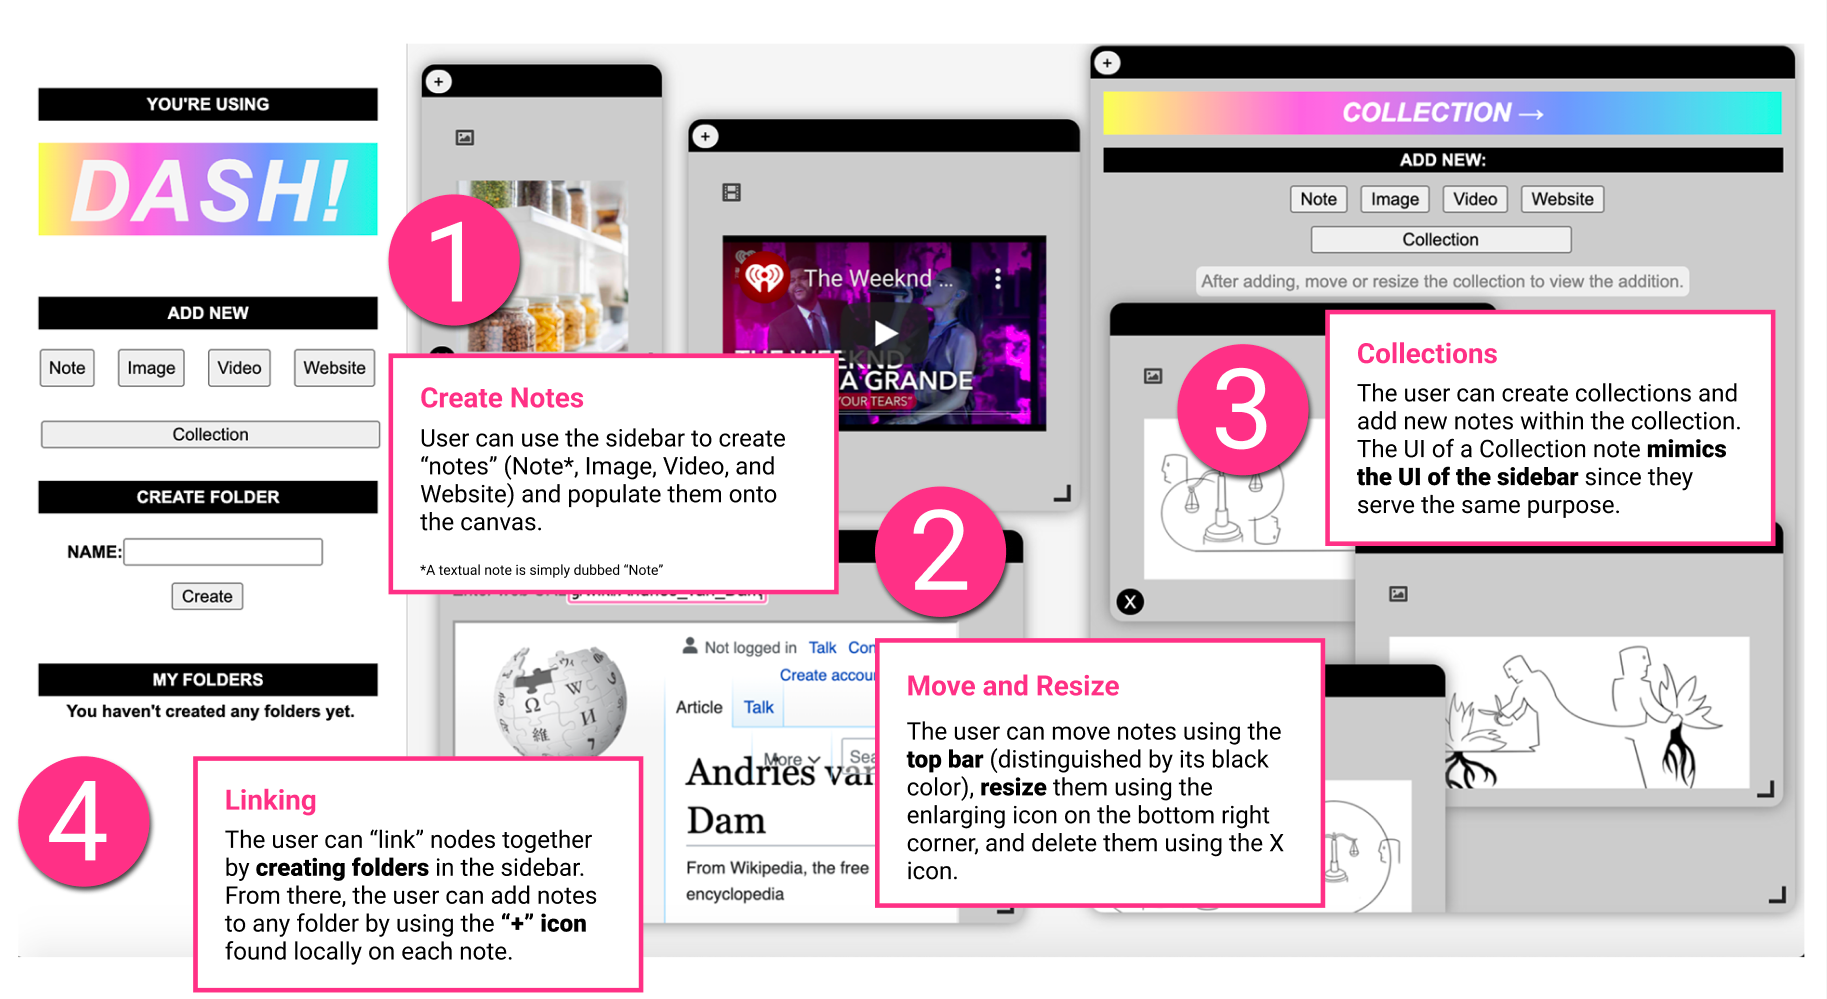 YOU'RE USING
DASH!
ADD NEW
Note Image Video Website
Collection
CREATE FOLDER
NAME:
Create
MY FOLDERS
You haven't created any folders yet.
+
1
Create Notes
User can use the sidebar to create
“notes” (Note*, Image, Video, and
Website) and populate them onto
the canvas.
*A textual note is simply dubbed “Note”
+
The Weeknd ...
THE WEEKND
A GRANDE
YOUR TEARS"
2
Move and Resize
The user can move notes using the
top bar (distinguished by its black
color), resize them using the
enlarging icon on the bottom right
corner, and delete them using the X
icon.
Not logged in Talk
Create
Article Talk
More
Andries
Dam
From Wikipedia, the free
encyclopedia
Ω W И 維
+
COLLECTION →
ADD NEW:
Note Image Video Website
Collection
After adding, move or resize the collection to view the addition.
3
Collections
The user can create collections and
add new notes within the collection.
The UI of a Collection note mimics
the UI of the sidebar since they
serve the same purpose.
X
4
Linking
The user can “link” nodes together
by creating folders in the sidebar.
From there, the user can add notes
to any folder by using the “+” icon
found locally on each note.